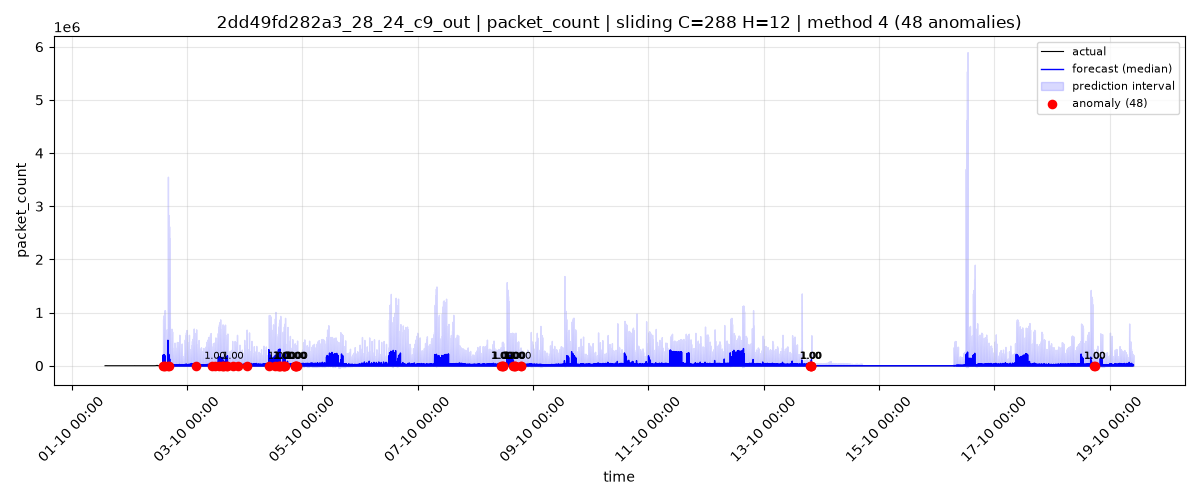 2dd49fd282a3_28_24_c9_out | packet_count | sliding C=288 H=12 | method 4 (48 anomalies)
1e6
6
5
4
3
2
1
0
packet_count
actual
forecast (median)
prediction interval
anomaly (48)
1.00
1.00
1.00
01-10 00:00
03-10 00:00
05-10 00:00
07-10 00:00
09-10 00:00
11-10 00:00
13-10 00:00
15-10 00:00
17-10 00:00
19-10 00:00
time